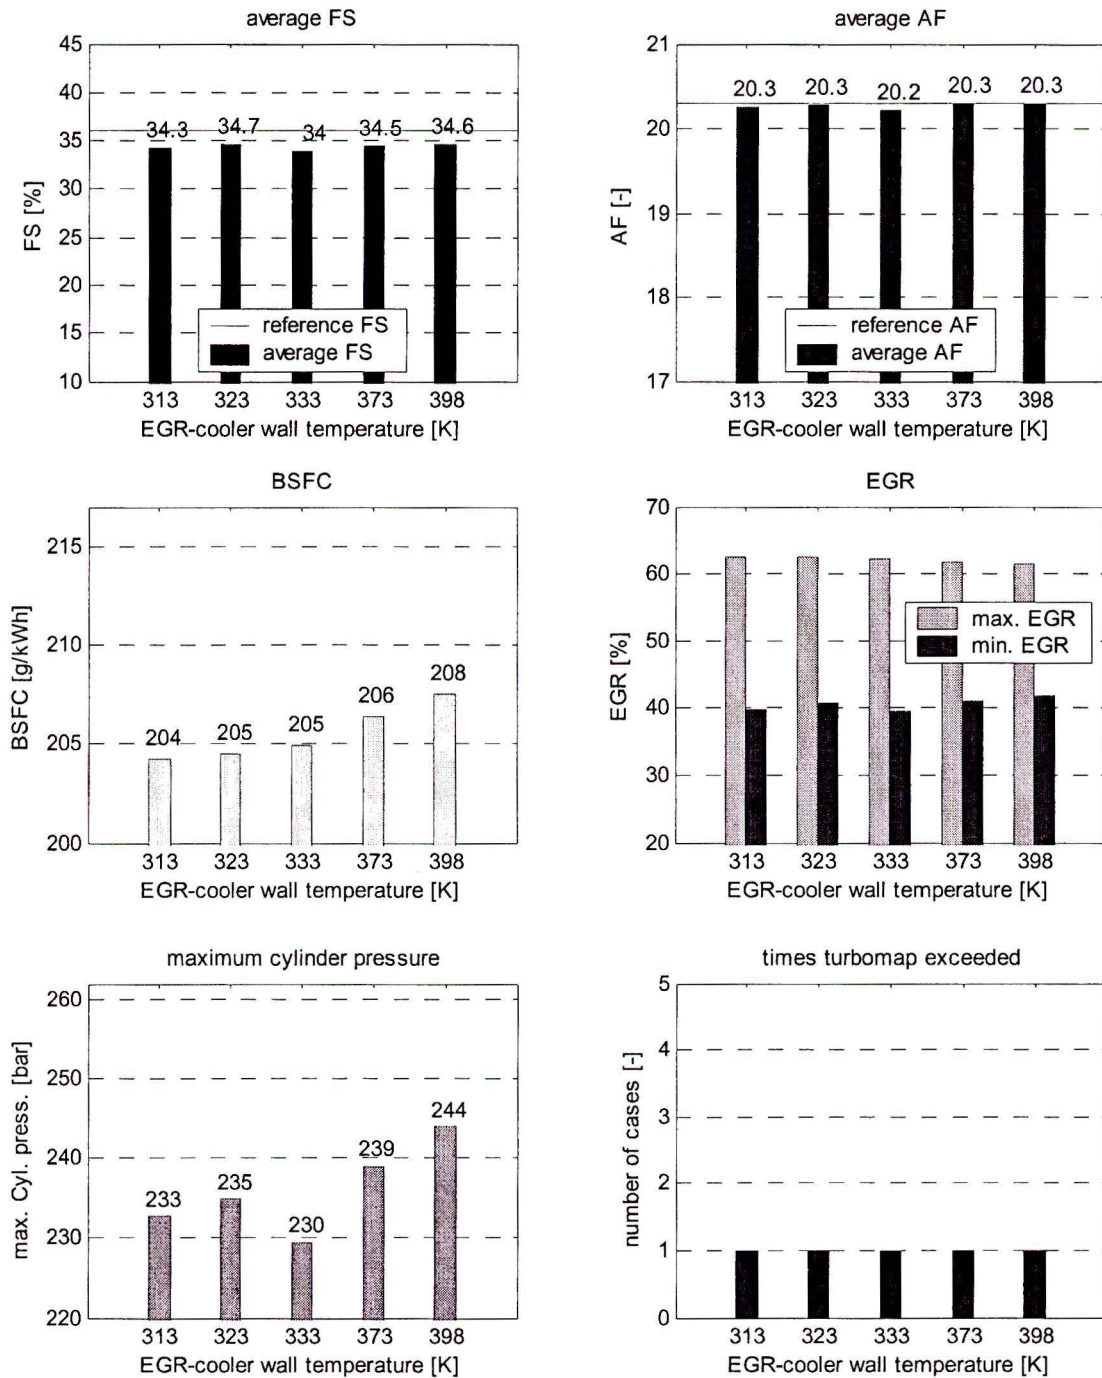 average FS
45
40
35
30
25
20
15
10
FS [%]
34.3 34.7 34 34.5 34.6
reference FS
average FS
313 323 333 373 398
EGR-cooler wall temperature [K]
average AF
21
20
19
18
17
AF [-]
20.3 20.3 20.2 20.3 20.3
reference AF
average AF
313 323 333 373 398
EGR-cooler wall temperature [K]
BSFC
215
210
205
200
BSFC [g/kWh]
204 205 205 206 208
313 323 333 373 398
EGR-cooler wall temperature [K]
EGR
70
60
50
40
30
20
EGR [%]
max. EGR
min. EGR
313 323 333 373 398
EGR-cooler wall temperature [K]
maximum cylinder pressure
260
250
240
230
220
max. Cyl. press. [bar]
233 235 230 239 244
313 323 333 373 398
EGR-cooler wall temperature [K]
times turbomap exceeded
5
4
3
2
1
0
number of cases [-]
313 323 333 373 398
EGR-cooler wall temperature [K]